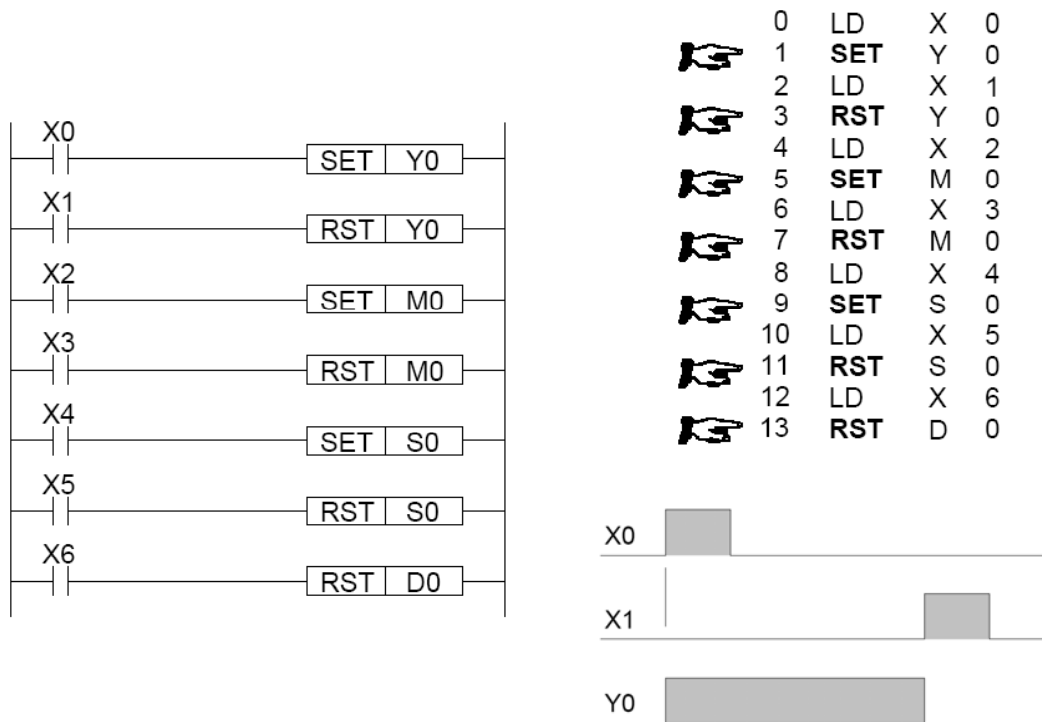 X0
SET Y0
X1
RST Y0
X2
SET M0
X3
RST M0
X4
SET S0
X5
RST S0
X6
RST D0
0 LD X 0
1 SET Y 0
2 LD X 1
3 RST Y 0
4 LD X 2
5 SET M 0
6 LD X 3
7 RST M 0
8 LD X 4
9 SET S 0
10 LD X 5
11 RST S 0
12 LD X 6
13 RST D 0
X0
X1
Y0